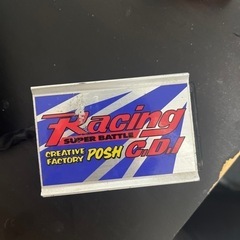 Racing
SUPER BATTLE
CREATIVE
FACTORY POSH C.D.I